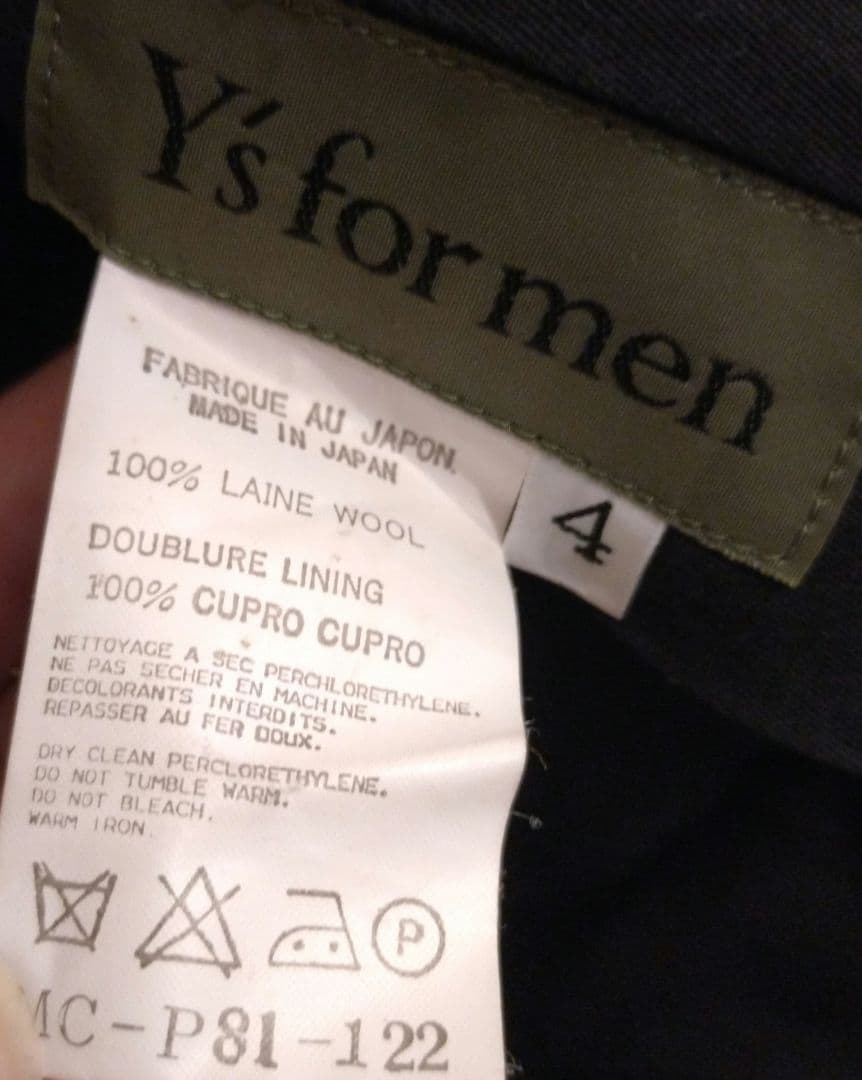 Y's for men
4
FABRIQUE AU JAPON.
MADE IN JAPAN
100% LAINE WOOL
DOUBLURE LINING
100% CUPRO CUPRO
NETTOYAGE A SEC PERCHLORETHYLENE.
NE PAS SECHER EN MACHINE.
DECOLORANTS INTERDITS.
REPASSER AU FER DOUX.
DRY CLEAN PERCLORETHYLENE.
DO NOT TUMBLE WARM.
DO NOT BLEACH.
WARM IRON.
P
MC-P81-122